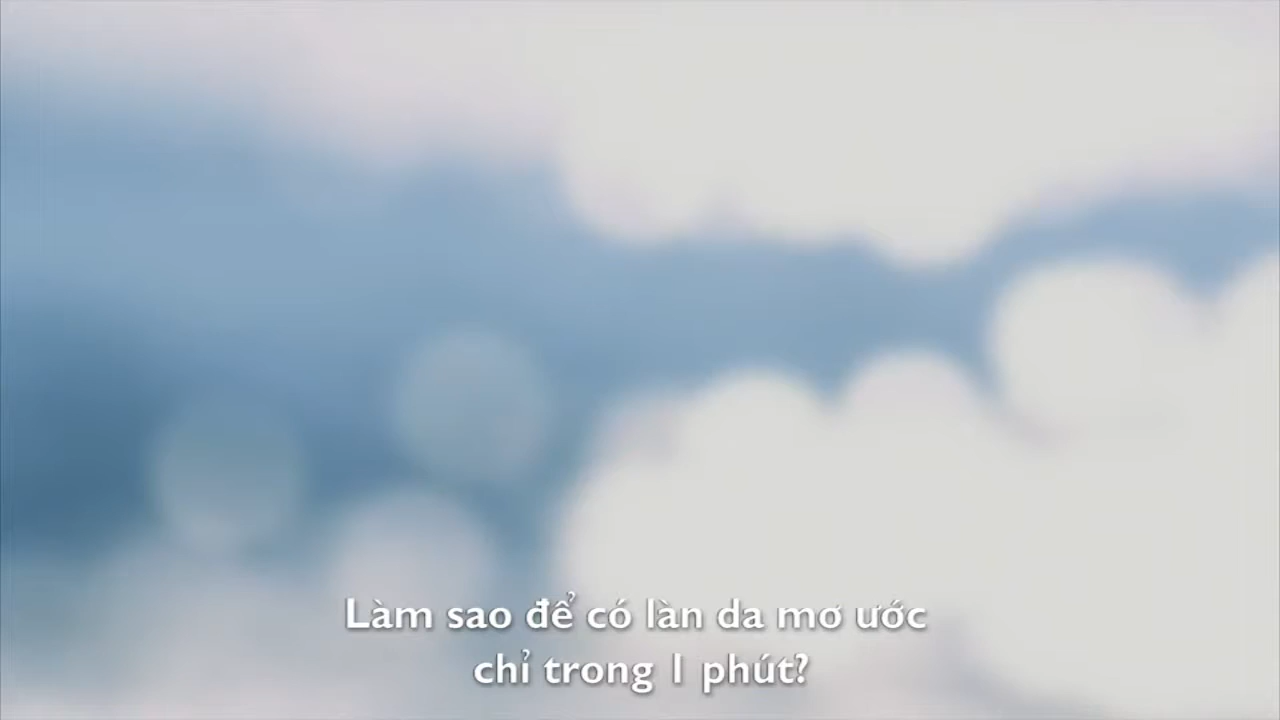 Làm sao để có làn da mơ ước
chỉ trong 1 phút?